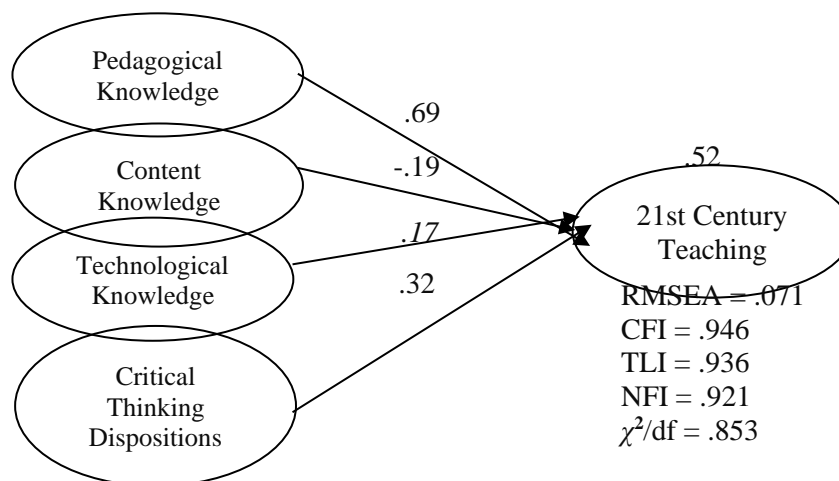 Pedagogical
Knowledge
.69
-.19
Content
Knowledge
.52
21st Century
Teaching
.17
Technological
Knowledge
.32
RMSEA = .071
CFI = .946
TLI = .936
NFI = .921
χ²/df = .853
Critical
Thinking
Dispositions